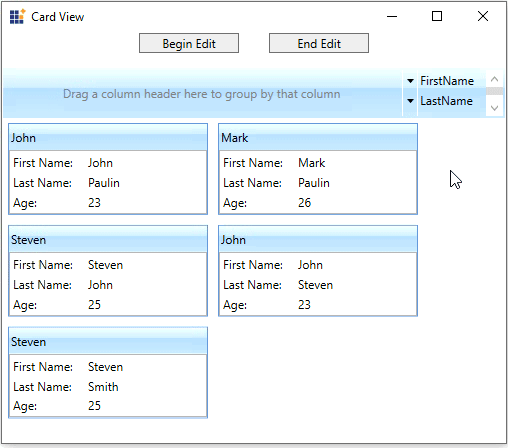 Card View
Begin Edit End Edit
Drag a column header here to group by that column
FirstName
LastName
John
First Name: John
Last Name: Paulin
Age: 23
Mark
First Name: Mark
Last Name: Paulin
Age: 26
Steven
First Name: Steven
Last Name: John
Age: 25
John
First Name: John
Last Name: Steven
Age: 23
Steven
First Name: Steven
Last Name: Smith
Age: 25